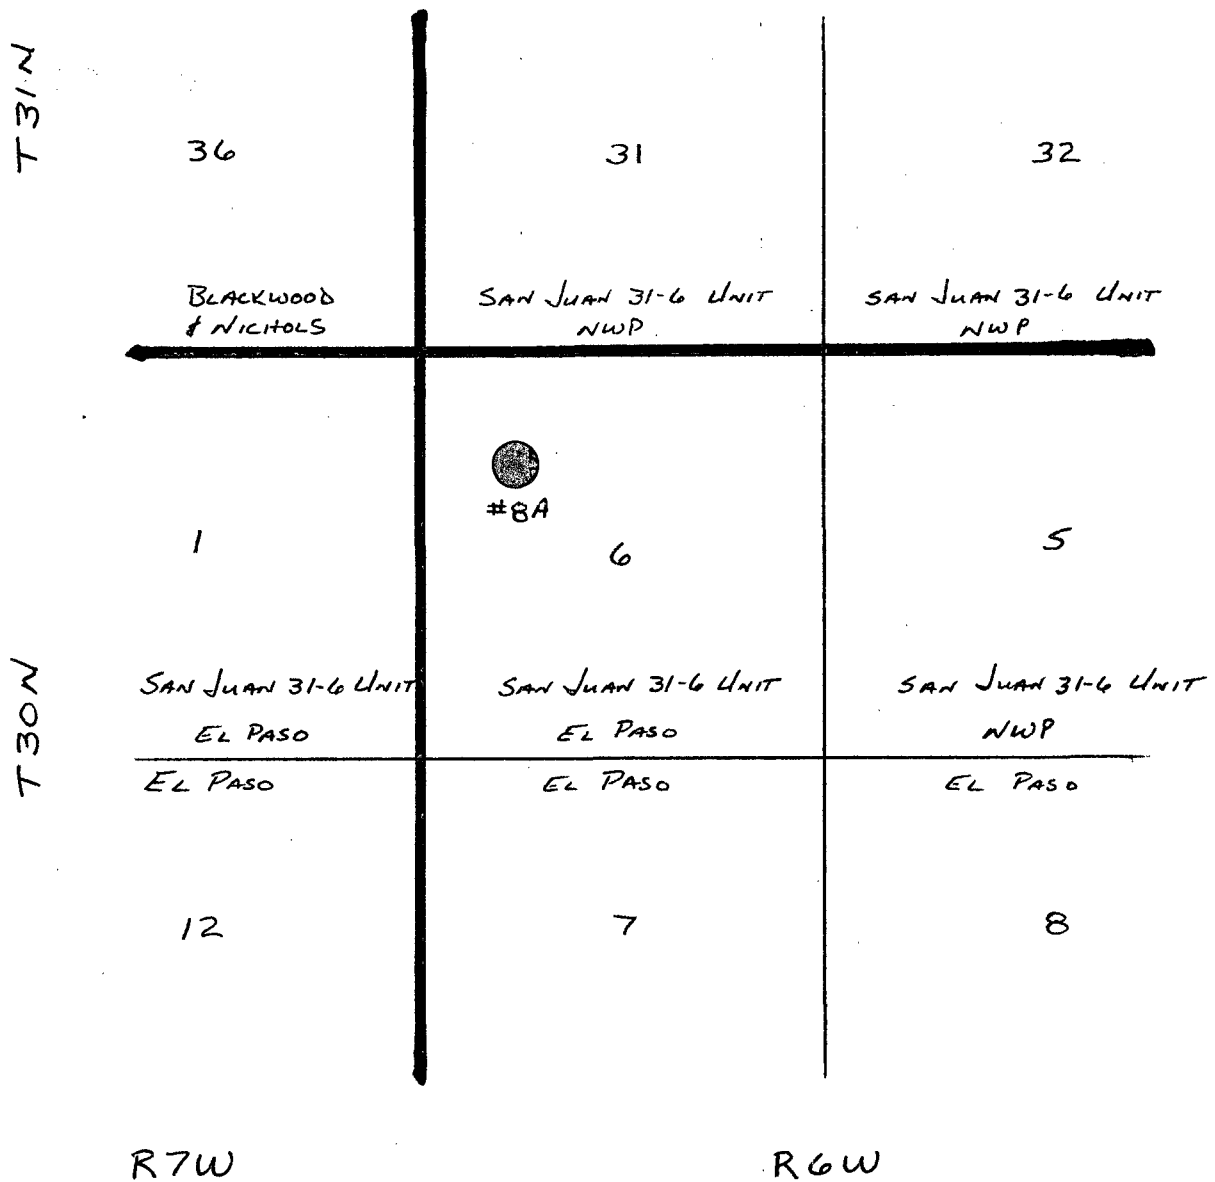 T31N
36
31
32
BLACKWOOD
& NICHOLS
SAN JUAN 31-6 UNIT
NWP
SAN JUAN 31-6 UNIT
NWP
#8A
1
6
5
T30N
SAN JUAN 31-6 UNIT
EL PASO
SAN JUAN 31-6 UNIT
EL PASO
SAN JUAN 31-6 UNIT
NWP
EL PASO
EL PASO
EL PASO
12
7
8
R7W
R6W